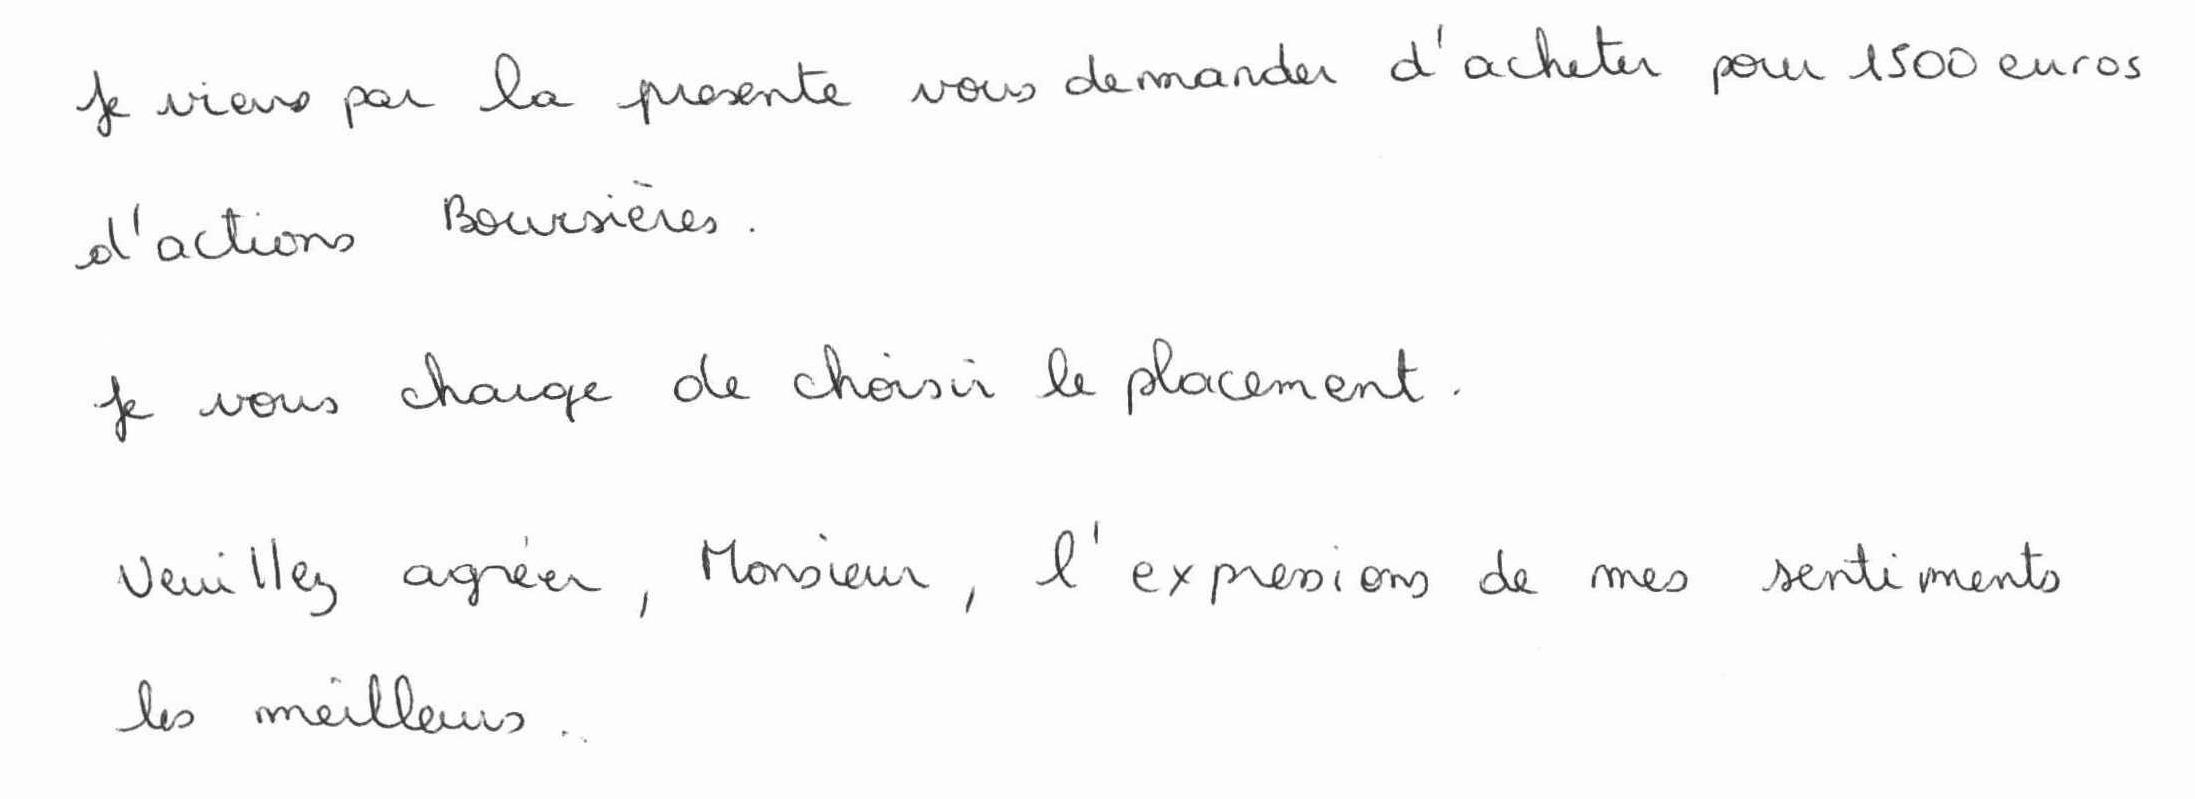 Je viens par la presente vous demander d'acheter pour 1500 euros
d'actions Boursières.
Je vous charge de choisir le placement.
Veuillez agréer, Monsieur, l'expressions de mes sentiments
les meilleurs.